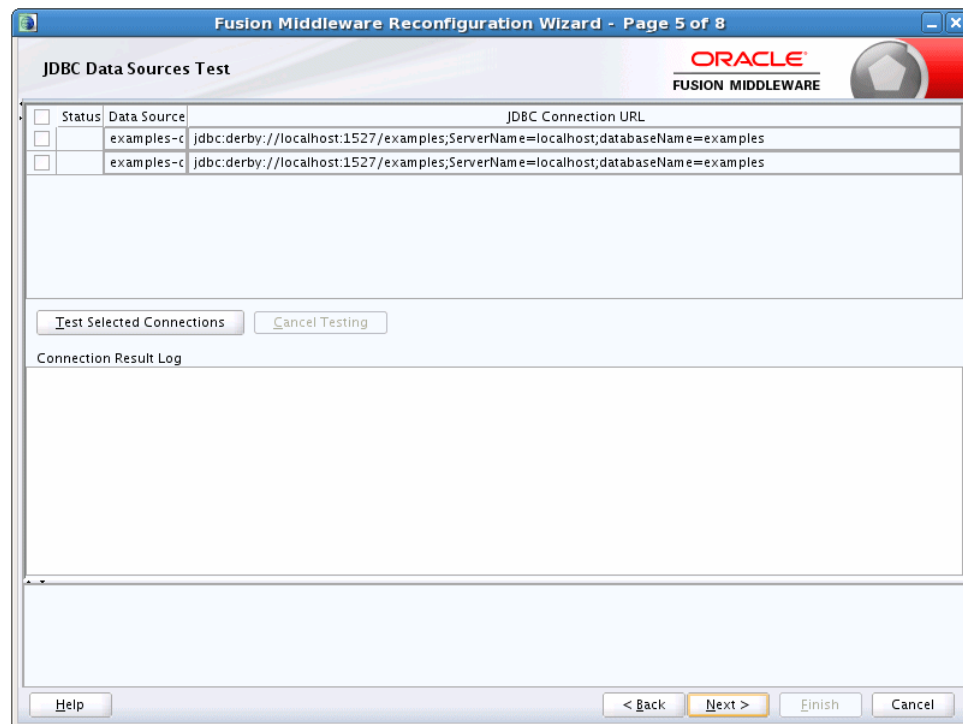 Fusion Middleware Reconfiguration Wizard - Page 5 of 8
JDBC Data Sources Test
ORACLE
FUSION MIDDLEWARE
Status Data Source JDBC Connection URL
examples-d jdbc:derby://localhost:1527/examples;ServerName=localhost;databaseName=examples
examples-d jdbc:derby://localhost:1527/examples;ServerName=localhost;databaseName=examples
Test Selected Connections Cancel Testing
Connection Result Log
Help < Back Next > Finish Cancel